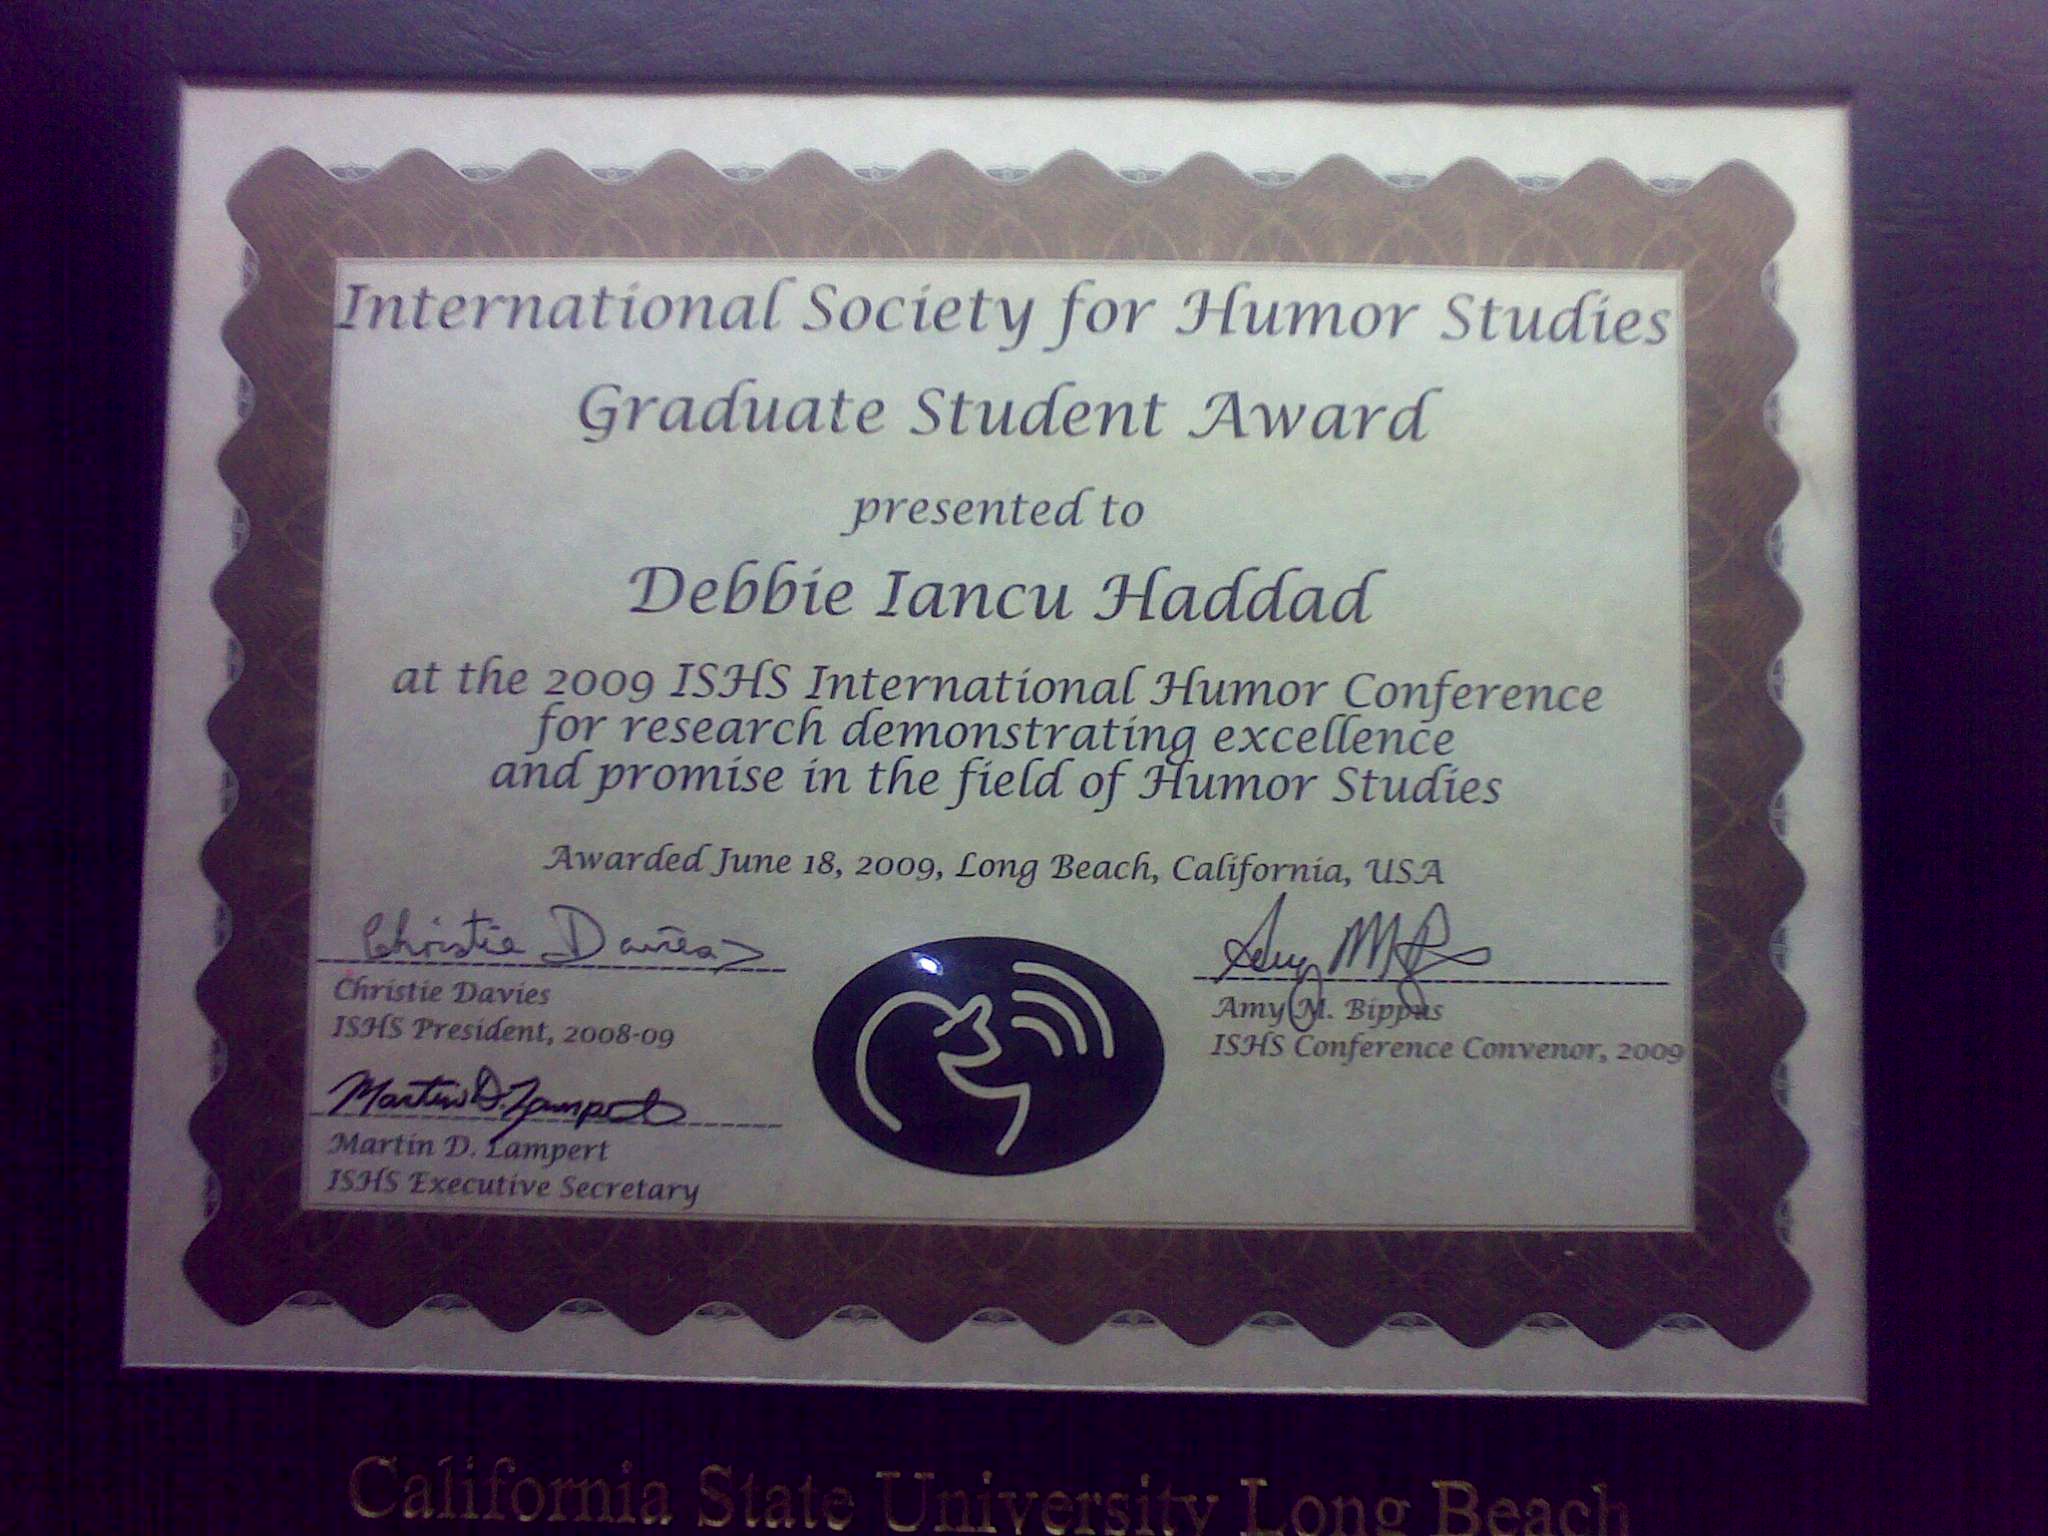 International Society for Humor Studies
Graduate Student Award
presented to
Debbie Iancu Haddad
at the 2009 ISHS International Humor Conference
for research demonstrating excellence
and promise in the field of Humor Studies
Awarded June 18, 2009, Long Beach, California, USA
Christie Davies
Christie Davies
ISHS President, 2008-09
Martin D. Lampert
Martin D. Lampert
ISHS Executive Secretary
Amy M. Bippus
ISHS Conference Convenor, 2009
California State University Long Beach